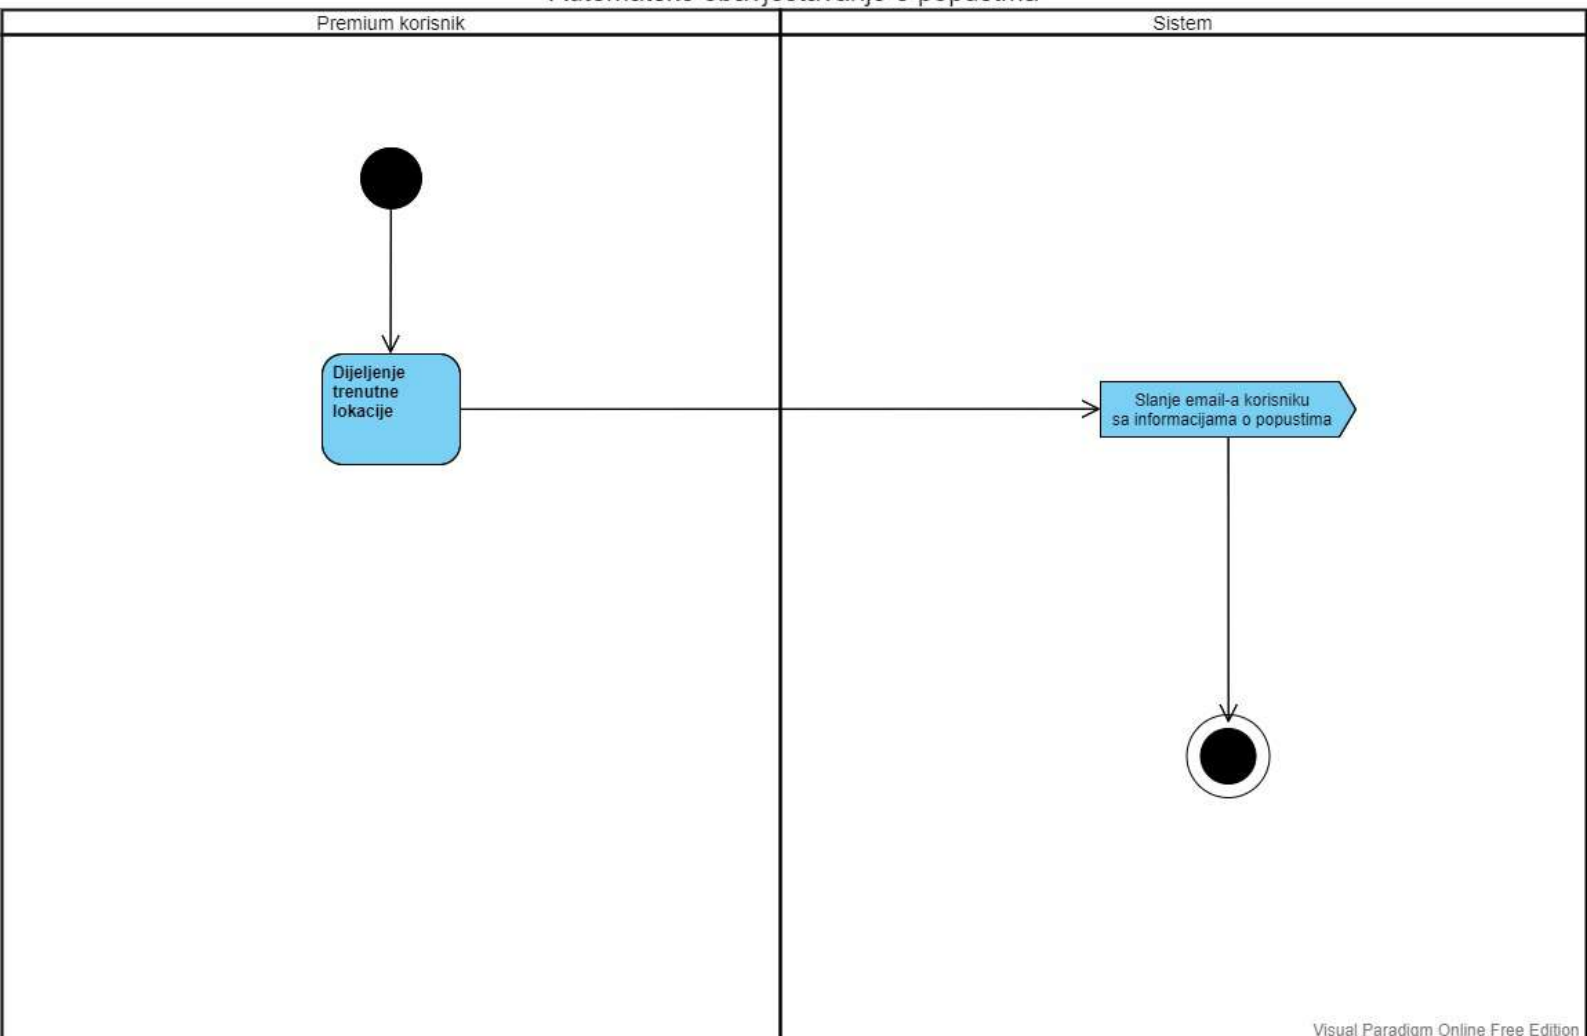 Premium korisnik
Sistem
Dijeljenje
trenutne
lokacije
Slanje email-a korisniku
sa informacijama o popustima
Visual Paradigm Online Free Edition